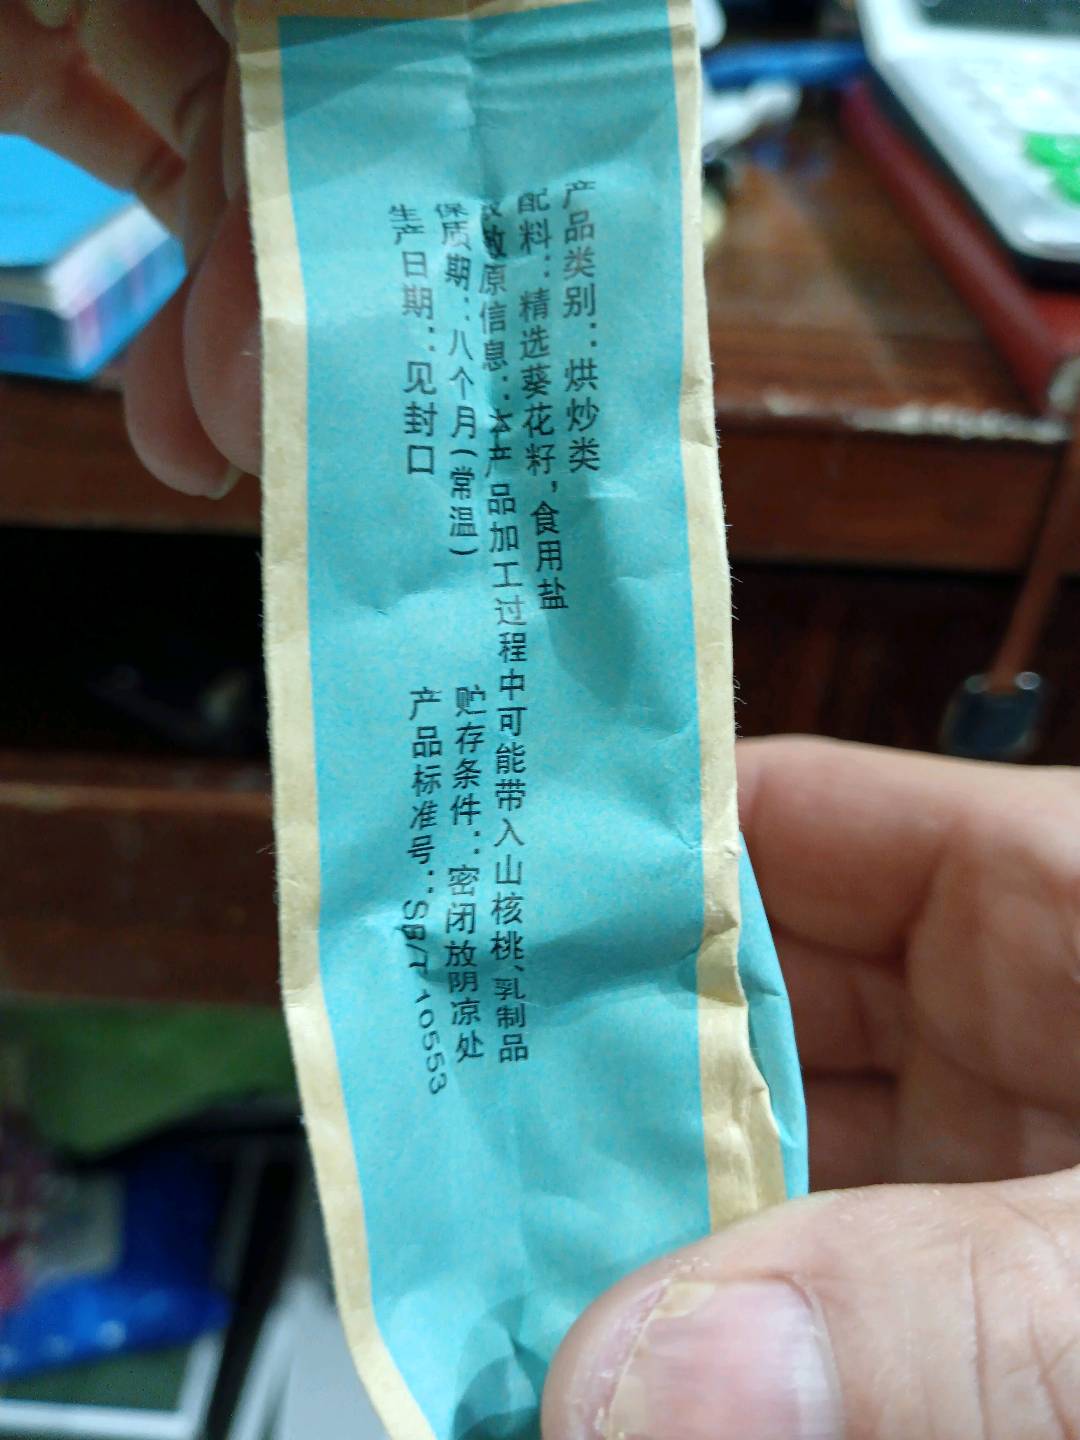 产品类别：烘炒类
配料：精选葵花籽，食用盐
致敏原信息：本产品加工过程中可能带入山核桃、乳制品
保质期：八个月(常温)
贮存条件：密闭放阴凉处
生产日期：见封口
产品标准号：SB/T 10553